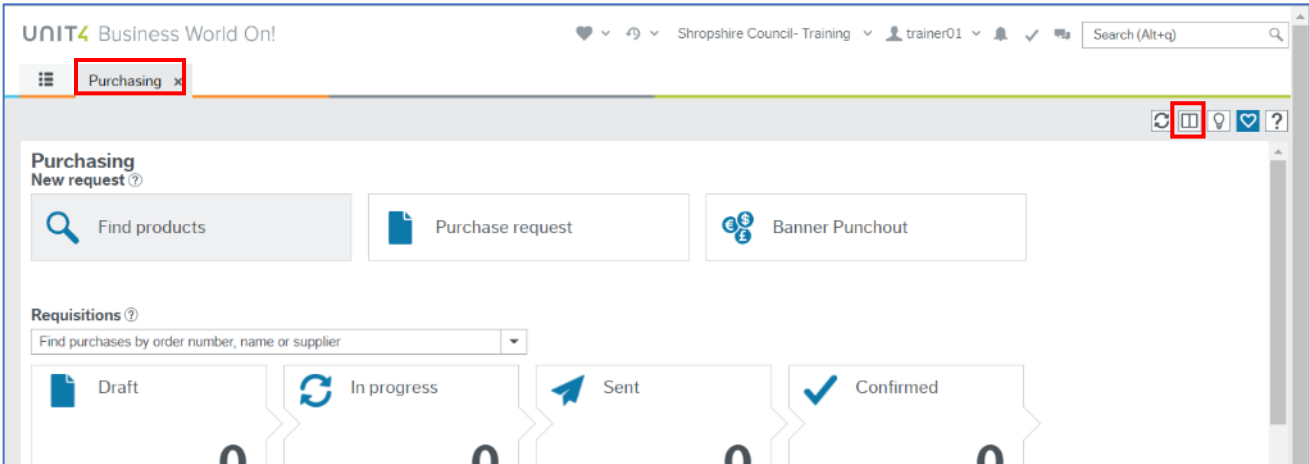 UNIT4 Business World On!
Shropshire Council- Training trainer01 Search (Alt+q)
Purchasing x
?
Purchasing
New request ?
Find products Purchase request Banner Punchout
Requisitions ?
Find purchases by order number, name or supplier
Draft In progress Sent Confirmed
0 0 0 0